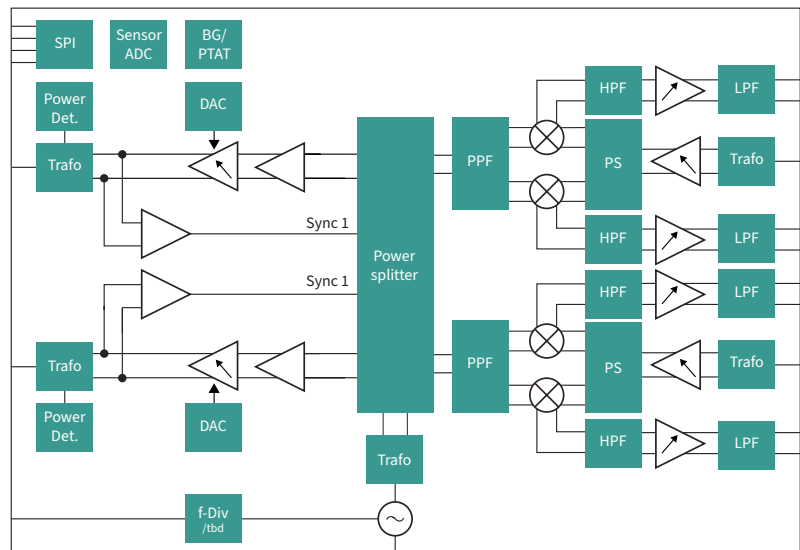 SPI
Sensor
ADC
BG/
PTAT
Power
Det.
DAC
HPF
LPF
Trafo
PPF
PS
Trafo
Sync 1
Power
splitter
HPF
LPF
Sync 1
HPF
LPF
Trafo
PPF
PS
Trafo
Power
Det.
DAC
HPF
LPF
Trafo
f-Div
/tbd